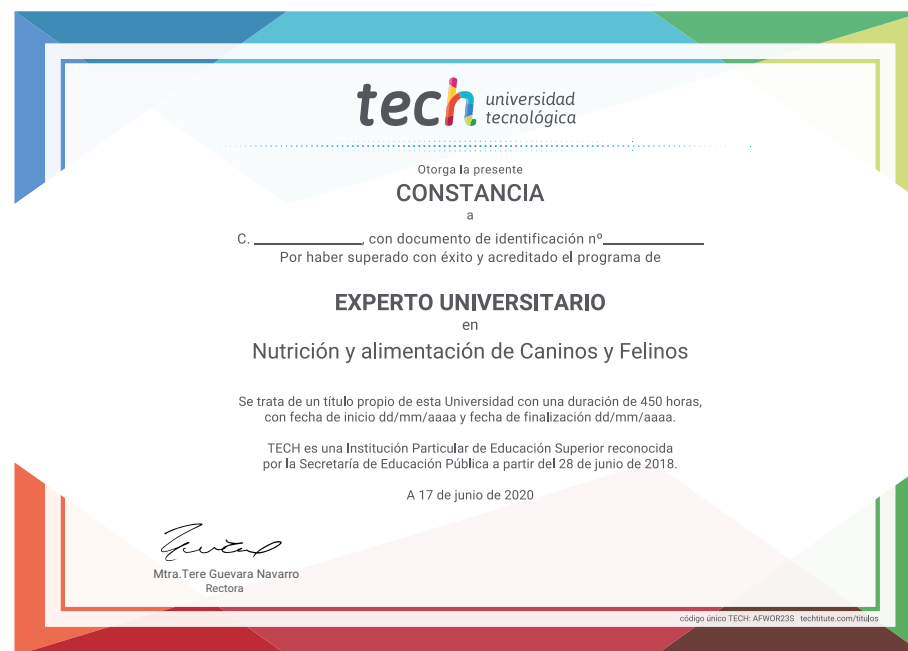 tech universidad
tecnológica
Otorga la presente
CONSTANCIA
a
C. ____________, con documento de identificación nº____________
Por haber superado con éxito y acreditado el programa de
EXPERTO UNIVERSITARIO
en
Nutrición y alimentación de Caninos y Felinos
Se trata de un título propio de esta Universidad con una duración de 450 horas,
con fecha de inicio dd/mm/aaaa y fecha de finalización dd/mm/aaaa.
TECH es una Institución Particular de Educación Superior reconocida
por la Secretaría de Educación Pública a partir del 28 de junio de 2018.
A 17 de junio de 2020
Mtra.Tere Guevara Navarro
Rectora
código único TECH: AFWOR23S techtitute.com/titulos